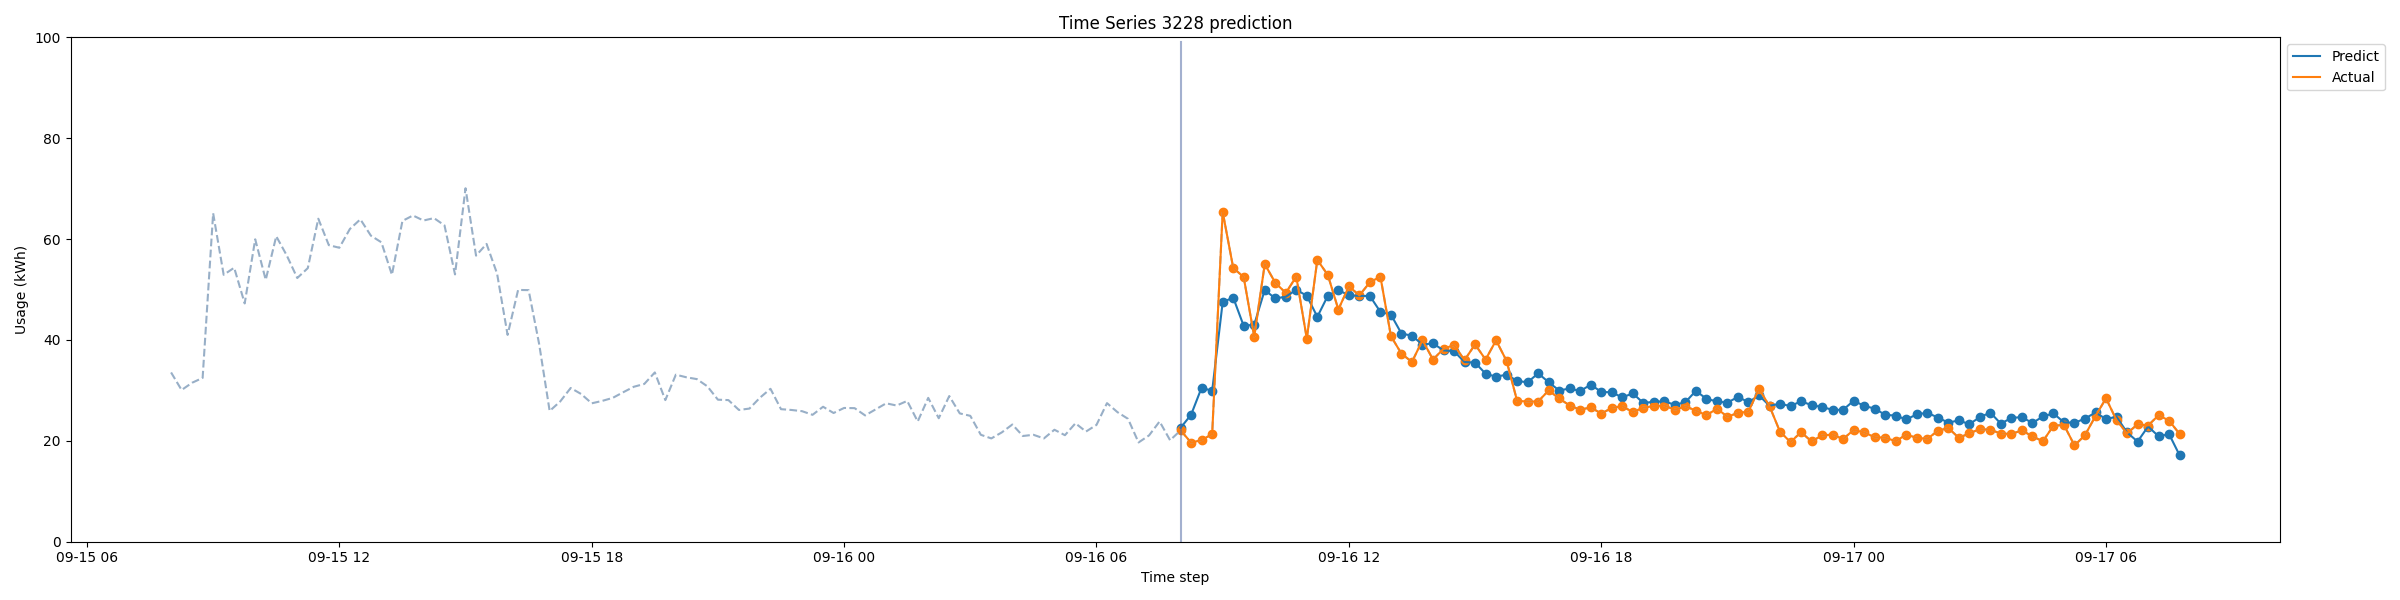 Time Series 3228 prediction
Predict
Actual
100
80
60
40
20
0
Usage (kWh)
09-15 06 09-15 12 09-15 18 09-16 00 09-16 06 09-16 12 09-16 18 09-17 00 09-17 06
Time step